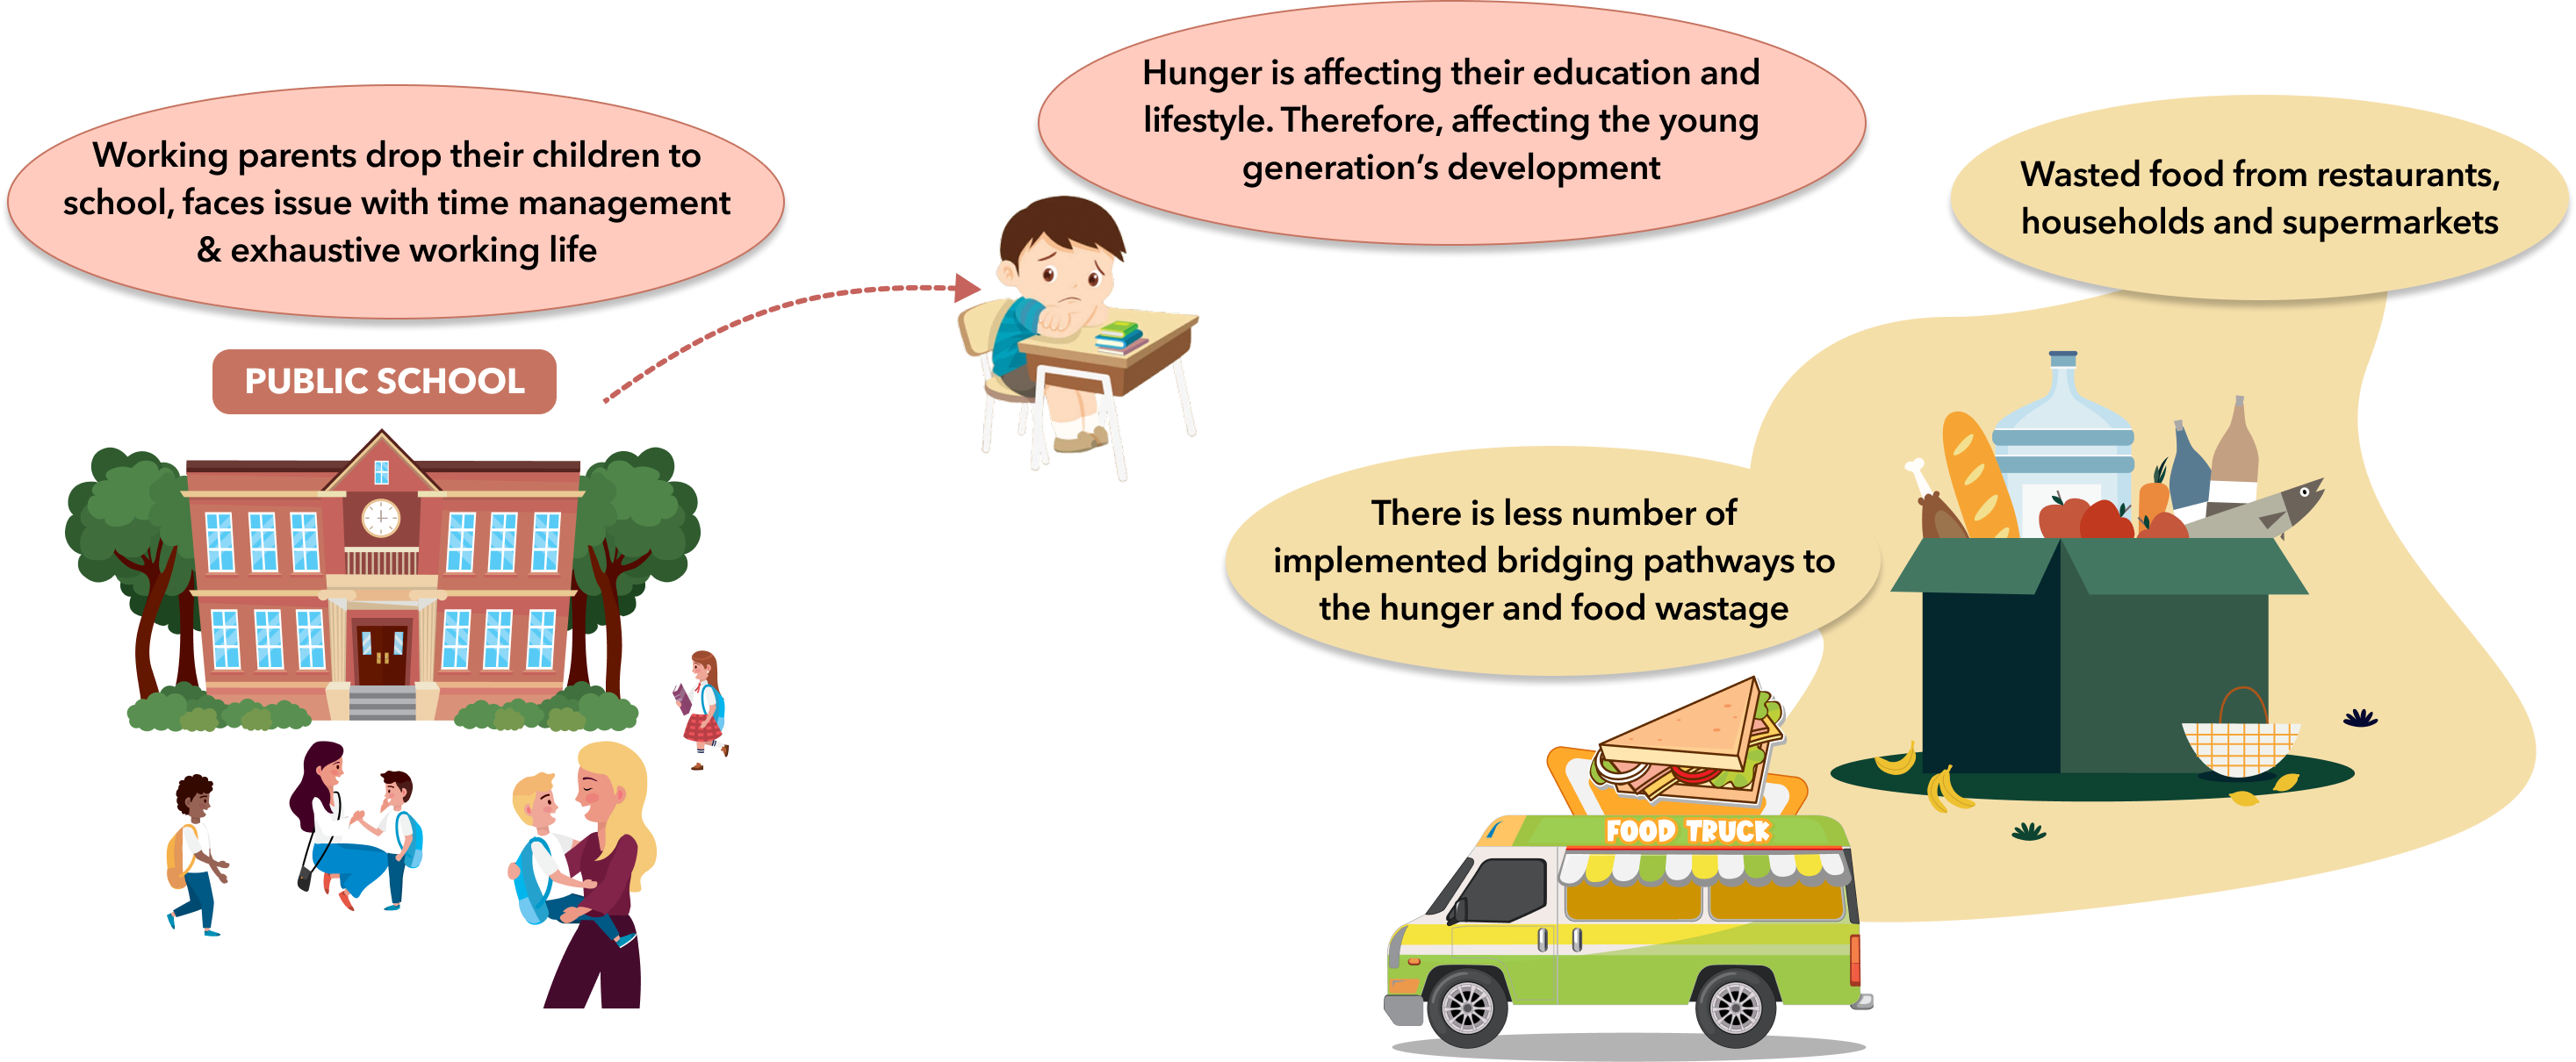 Working parents drop their children to
school, faces issue with time management
& exhaustive working life
PUBLIC SCHOOL
Hunger is affecting their education and
lifestyle. Therefore, affecting the young
generation's development
Wasted food from restaurants,
households and supermarkets
There is less number of
implemented bridging pathways to
the hunger and food wastage
FOOD TRUCK